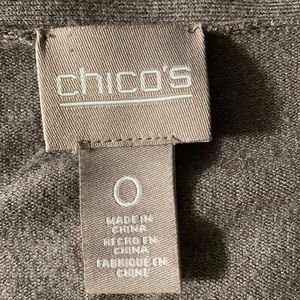 chico's
0
MADE IN
CHINA
HECHO EN
CHINA
FABRIQUÉ EN
CHINE